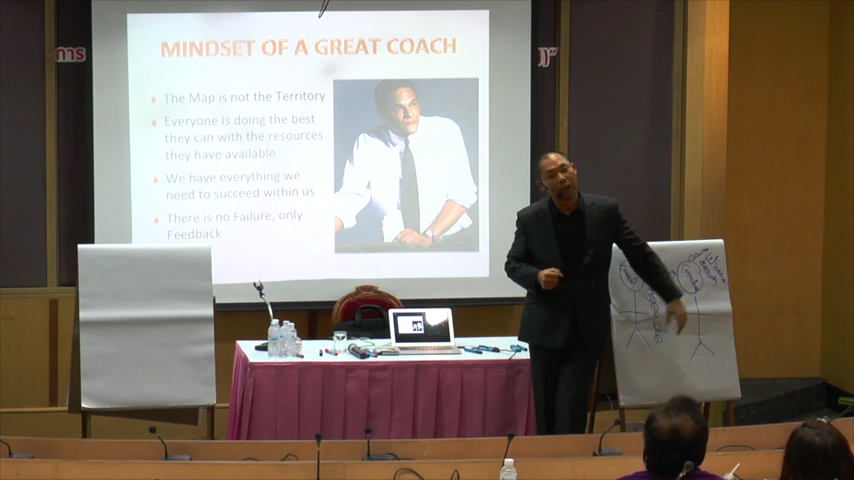 MINDSET OF A GREAT COACH
ms
The Map is not the Territory
Everyone is doing the best
they can with the resources
they have available
We have everything we
need to succeed within us
There is no Failure, only
Feedback